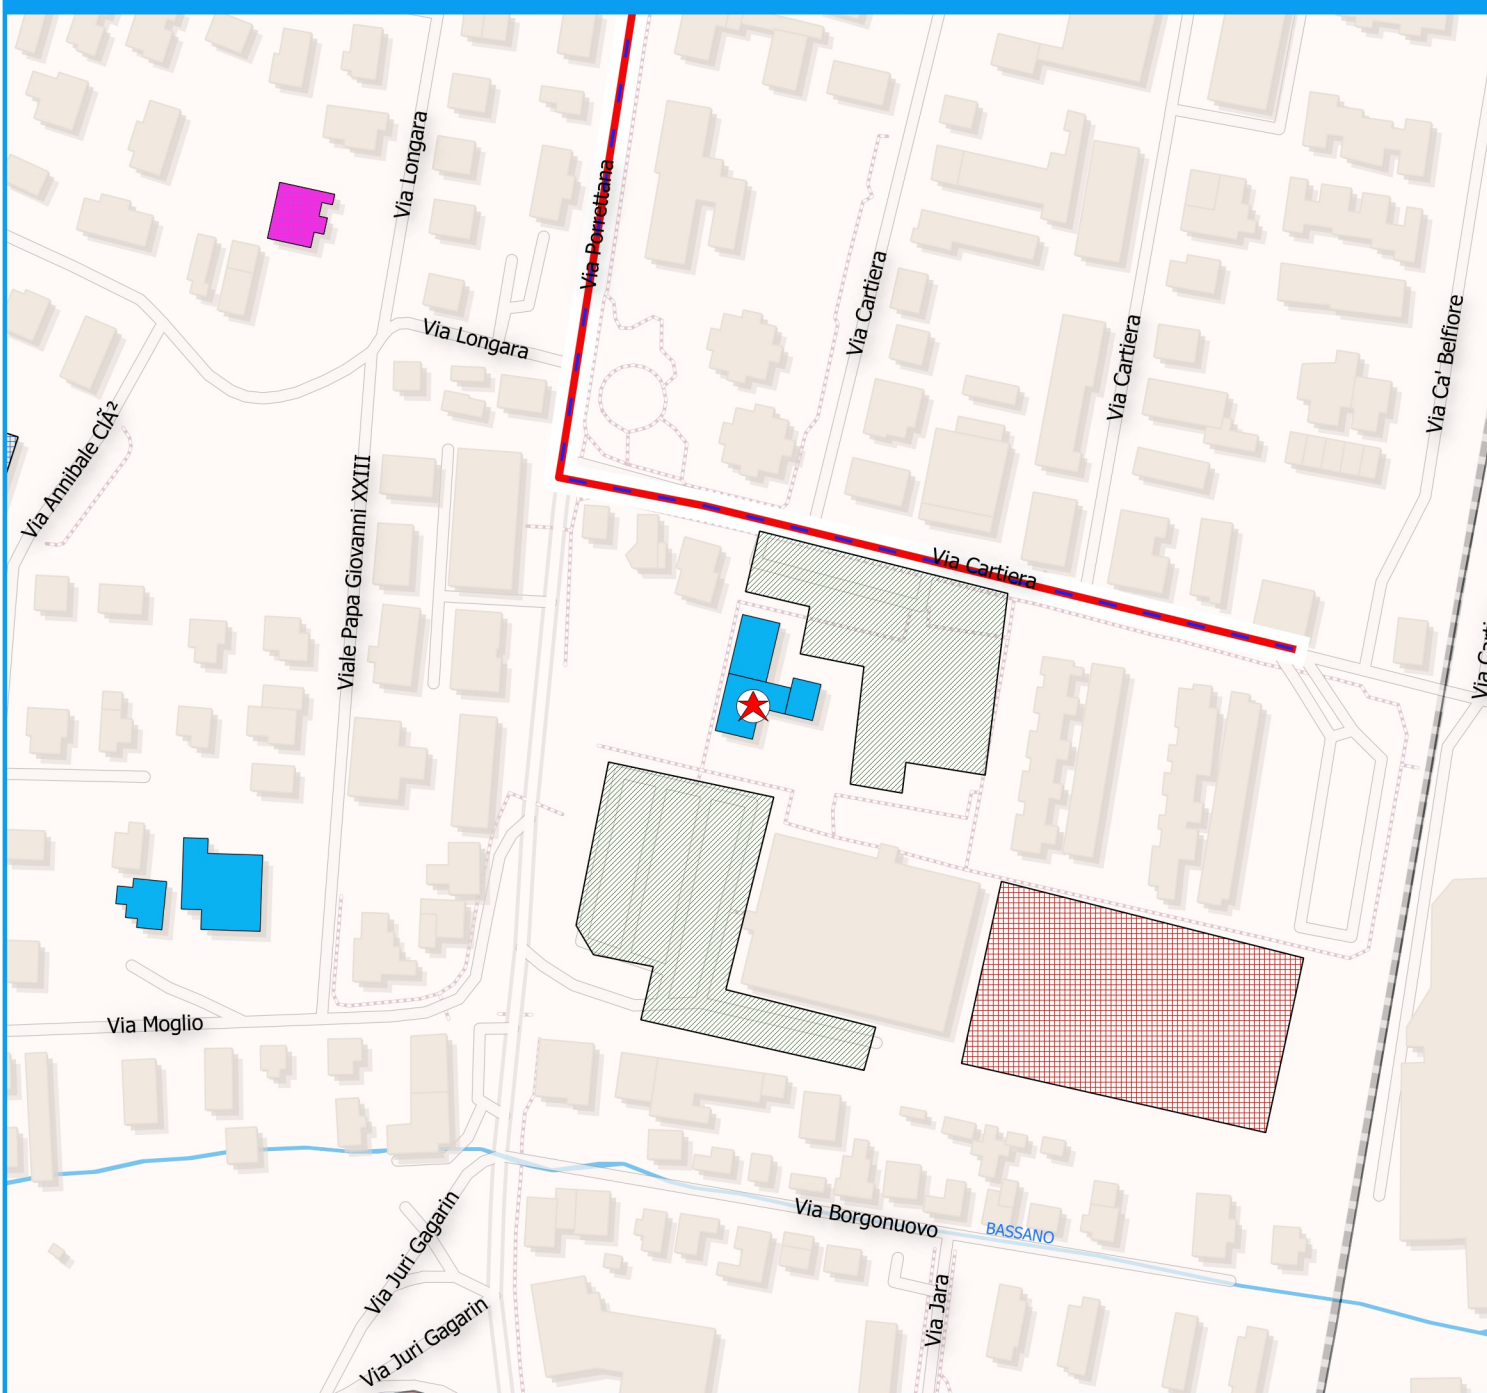 Via Longara
Via Porrettana
Via Cartiera
Via Longara
Via Cartiera
Via Ca' Belfiore
Via Annibale ClÃ²
Viale Papa Giovanni XXIII
Via Cartiera
Via Moglio
Via Borgonuovo
BASSANO
Via Juri Gagarin
Via Jara
Via Juri Gagarin